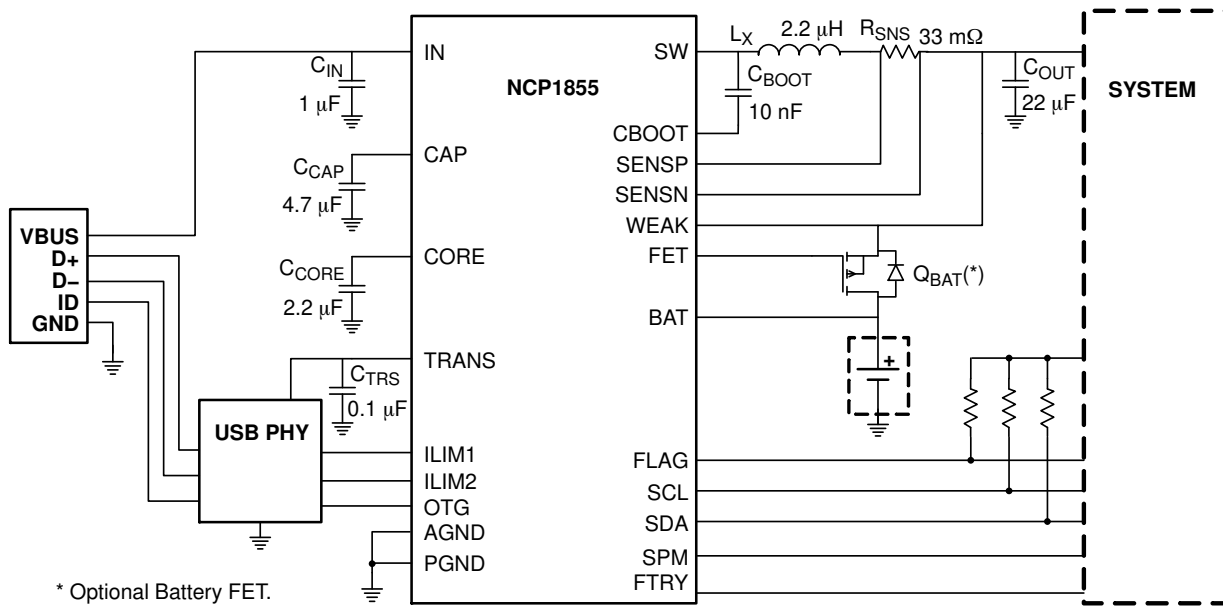 IN
C_IN
1 μF
CAP
C_CAP
4.7 μF
CORE
C_CORE
2.2 μF
VBUS
D+
D−
ID
GND
TRANS
C_TRS
0.1 μF
USB PHY
ILIM1
ILIM2
OTG
AGND
PGND
* Optional Battery FET.
NCP1855
SW
CBOOT
SENSP
SENSN
WEAK
FET
BAT
FLAG
SCL
SDA
SPM
FTRY
L_X
2.2 μH
R_SNS
33 mΩ
C_BOOT
10 nF
C_OUT
22 μF
Q_BAT(*)
+
SYSTEM